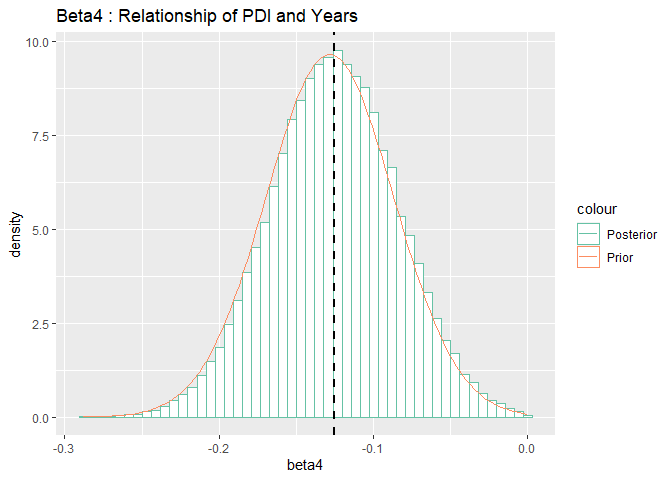 Beta4 : Relationship of PDI and Years
10.0
7.5
5.0
2.5
0.0
density
-0.3
-0.2
-0.1
0.0
beta4
colour
Posterior
Prior